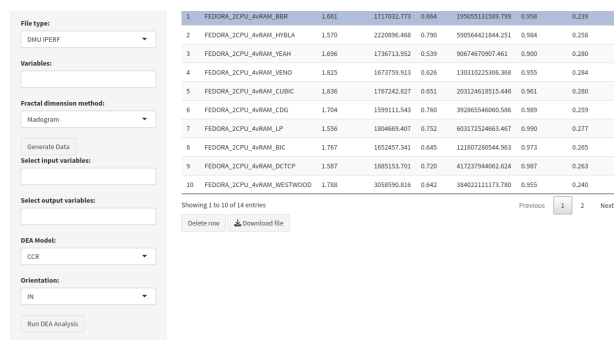 File type:
DMU IPERF
Variables:
Fractal dimension method:
Madogram
Generate Data
Select input variables:
Select output variables:
DEA Model:
CCR
Orientation:
IN
Run DEA Analysis
1 FEDORA_2CPU_4vRAM_BBR 1.661 1717032.773 0.664 195055131589.799 0.958 0.239
2 FEDORA_2CPU_4vRAM_HYBLA 1.570 2220896.468 0.790 590564421844.251 0.984 0.258
3 FEDORA_2CPU_4vRAM_YEAH 1.696 1736713.952 0.539 90674670907.461 0.900 0.280
4 FEDORA_2CPU_4vRAM_VENO 1.825 1673759.913 0.626 130310225306.368 0.955 0.284
5 FEDORA_2CPU_4vRAM_CUBIC 1.836 1767242.827 0.651 203124618515.446 0.961 0.280
6 FEDORA_2CPU_4vRAM_CDG 1.704 1599111.543 0.760 392865546060.586 0.989 0.259
7 FEDORA_2CPU_4vRAM_LP 1.556 1804669.407 0.752 603172524663.467 0.990 0.277
8 FEDORA_2CPU_4vRAM_BIC 1.767 1652457.341 0.645 121607280544.963 0.973 0.265
9 FEDORA_2CPU_4vRAM_DCTCP 1.587 1885153.701 0.720 417237944062.624 0.987 0.263
10 FEDORA_2CPU_4vRAM_WESTWOOD 1.788 3058590.816 0.642 384022121173.780 0.955 0.240
Showing 1 to 10 of 14 entries
Previous 1 2 Next
Delete row Download file